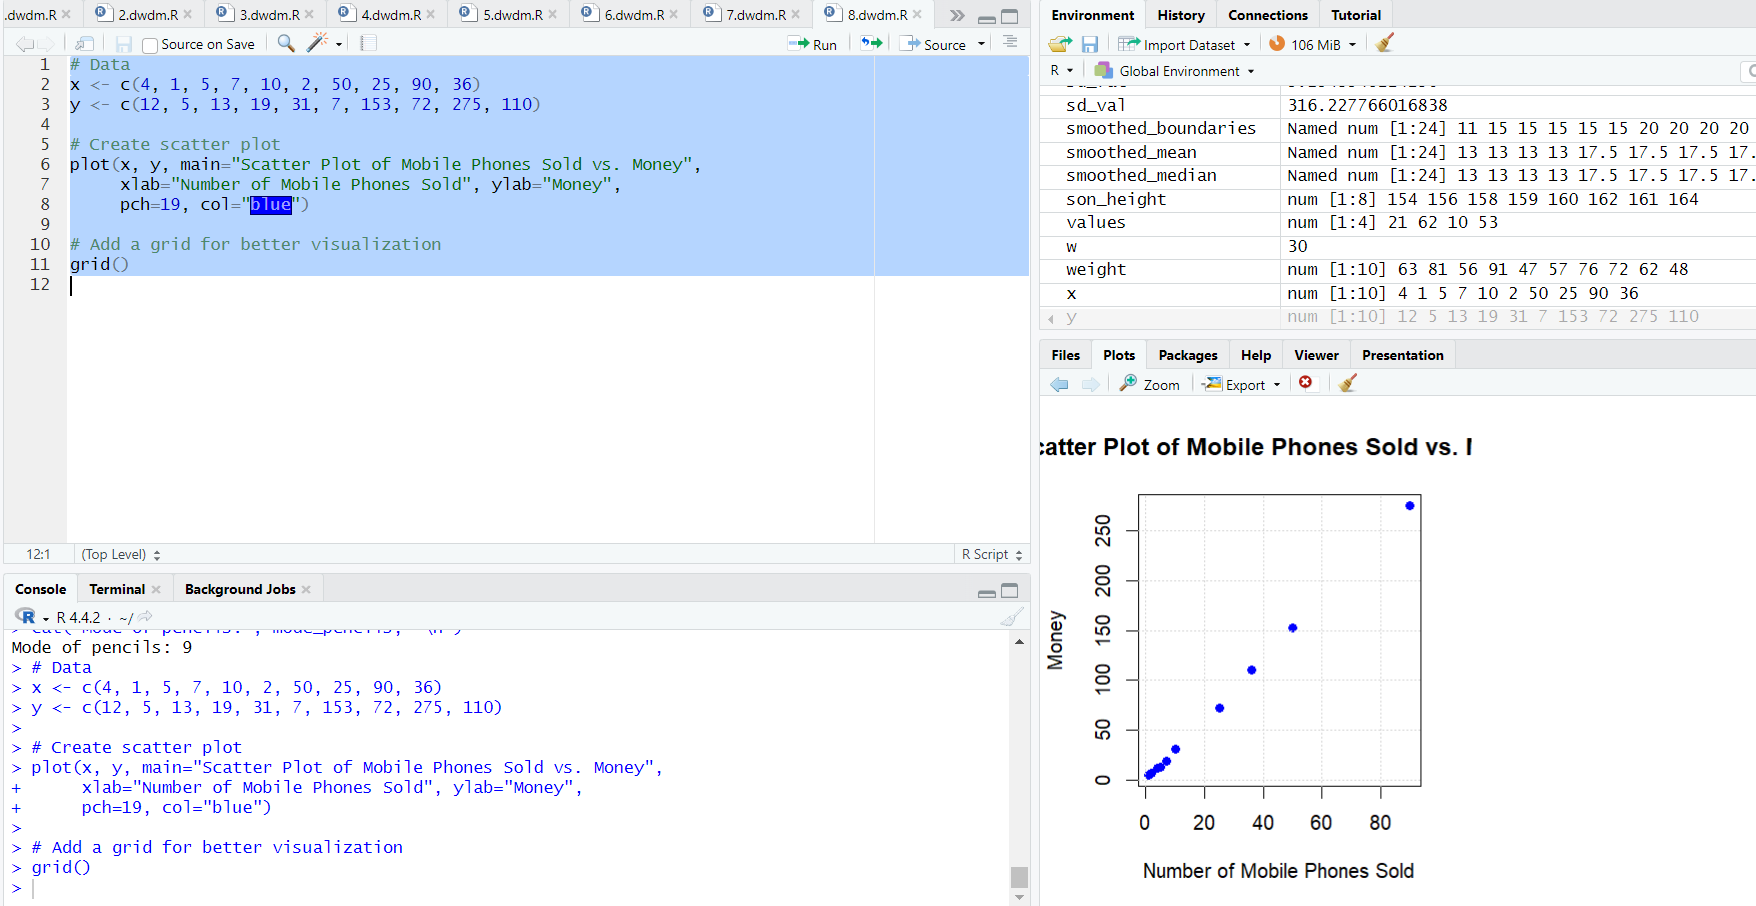 .dwdm.R
2.dwdm.R
3.dwdm.R
4.dwdm.R
5.dwdm.R
6.dwdm.R
7.dwdm.R
8.dwdm.R
Source on Save
Run
Source
1 # Data
2 x <- c(4, 1, 5, 7, 10, 2, 50, 25, 90, 36)
3 y <- c(12, 5, 13, 19, 31, 7, 153, 72, 275, 110)
4
5 # Create scatter plot
6 plot(x, y, main="Scatter Plot of Mobile Phones Sold vs. Money",
7 xlab="Number of Mobile Phones Sold", ylab="Money",
8 pch=19, col="blue")
9
10 # Add a grid for better visualization
11 grid()
12
12:1 (Top Level) R Script
Console Terminal Background Jobs
R 4.4.2 · ~/
Mode of pencils: 9
> # Data
> x <- c(4, 1, 5, 7, 10, 2, 50, 25, 90, 36)
> y <- c(12, 5, 13, 19, 31, 7, 153, 72, 275, 110)
>
> # Create scatter plot
> plot(x, y, main="Scatter Plot of Mobile Phones Sold vs. Money",
+ xlab="Number of Mobile Phones Sold", ylab="Money",
+ pch=19, col="blue")
>
> # Add a grid for better visualization
> grid()
>
Environment History Connections Tutorial
Import Dataset 106 MiB
R Global Environment
sd_val 316.227766016838
smoothed_boundaries Named num [1:24] 11 15 15 15 15 15 20 20 20 20
smoothed_mean Named num [1:24] 13 13 13 13 17.5 17.5 17.5 17.
smoothed_median Named num [1:24] 13 13 13 13 17.5 17.5 17.5 17.
son_height num [1:8] 154 156 158 159 160 162 161 164
values num [1:4] 21 62 10 53
w 30
weight num [1:10] 63 81 56 91 47 57 76 72 62 48
x num [1:10] 4 1 5 7 10 2 50 25 90 36
y num [1:10] 12 5 13 19 31 7 153 72 275 110
Files Plots Packages Help Viewer Presentation
Zoom Export
catter Plot of Mobile Phones Sold vs.
250
200
150
100
50
0
Money
0 20 40 60 80
Number of Mobile Phones Sold